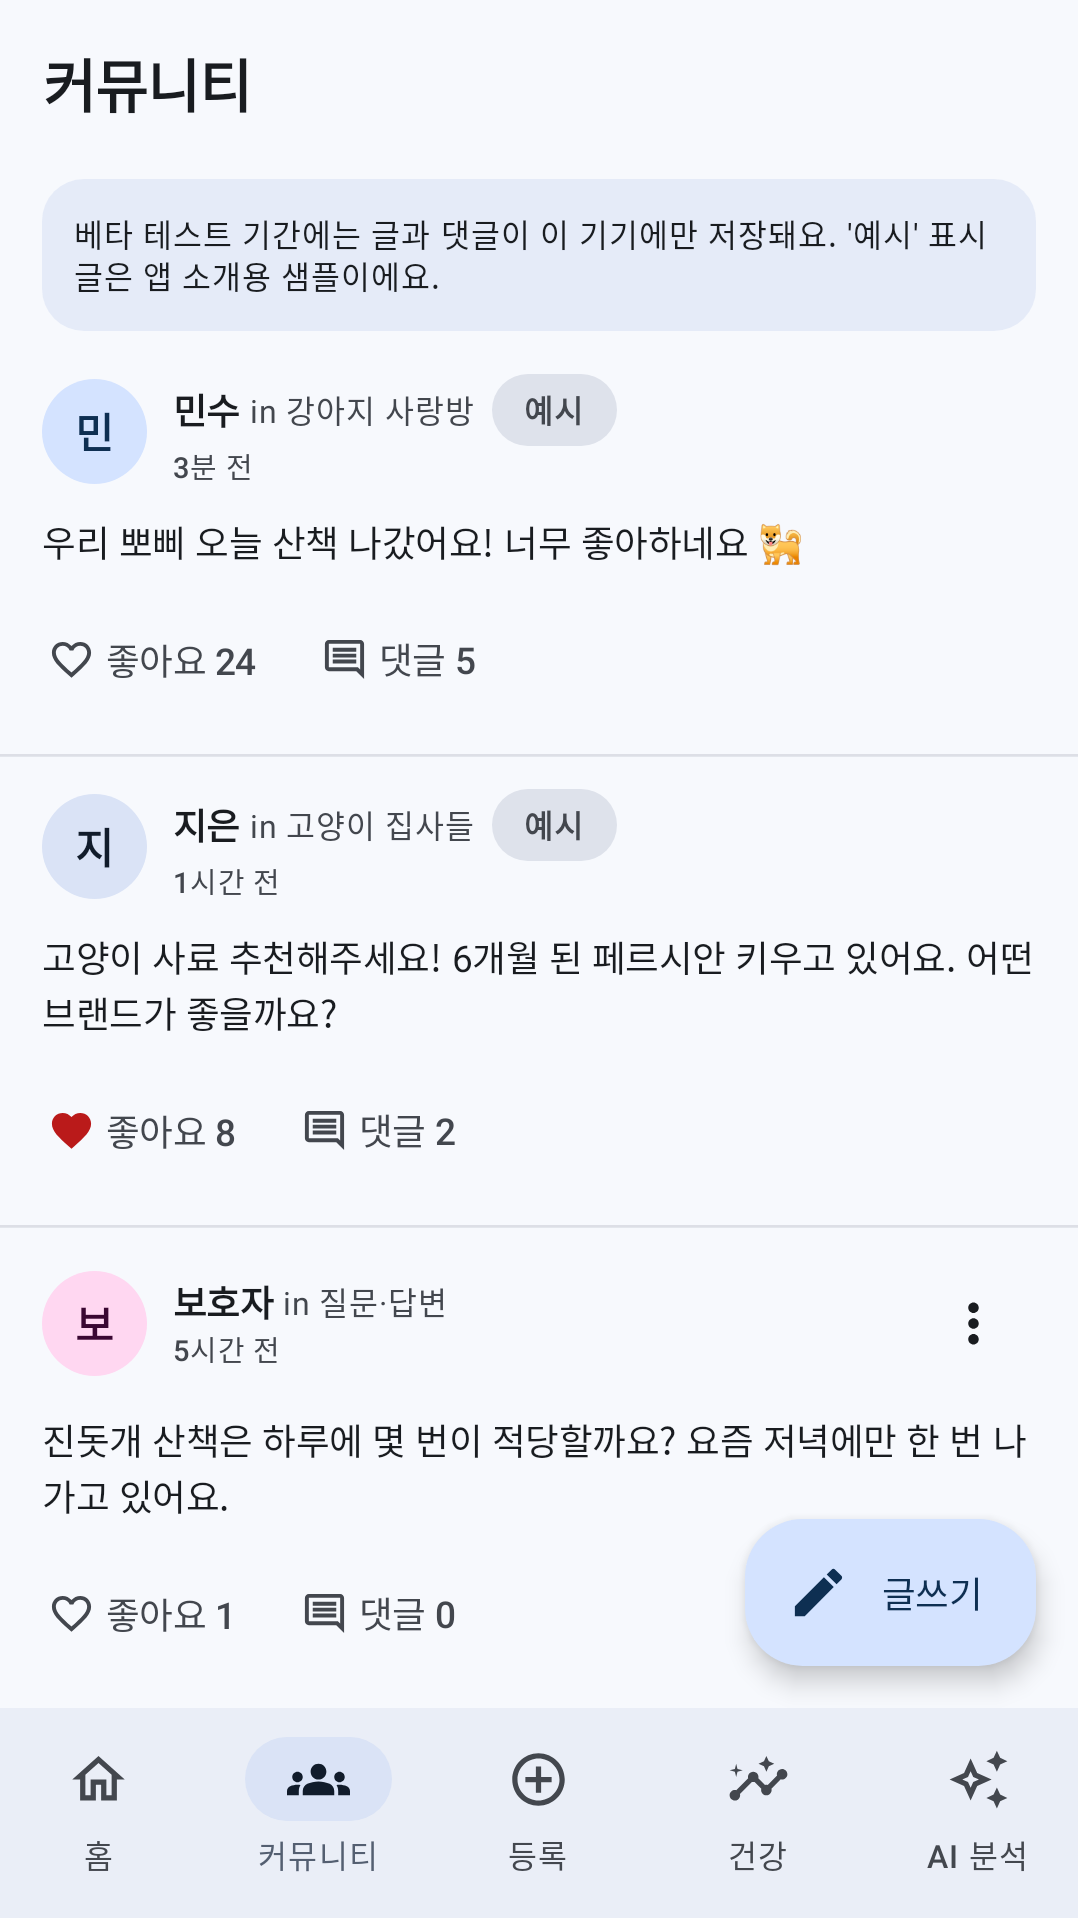 커뮤니티
베타 테스트 기간에는 글과 댓글이 이 기기에만 저장돼요. '예시' 표시
글은 앱 소개용 샘플이에요.
민
민수 in 강아지 사랑방 예시
3분 전
우리 뽀삐 오늘 산책 나갔어요! 너무 좋아하네요 🐕
좋아요 24 댓글 5
지
지은 in 고양이 집사들 예시
1시간 전
고양이 사료 추천해주세요! 6개월 된 페르시안 키우고 있어요. 어떤
브랜드가 좋을까요?
좋아요 8 댓글 2
보
보호자 in 질문·답변
5시간 전
진돗개 산책은 하루에 몇 번이 적당할까요? 요즘 저녁에만 한 번 나
가고 있어요.
좋아요 1 댓글 0
글쓰기
홈 커뮤니티 등록 건강 AI 분석